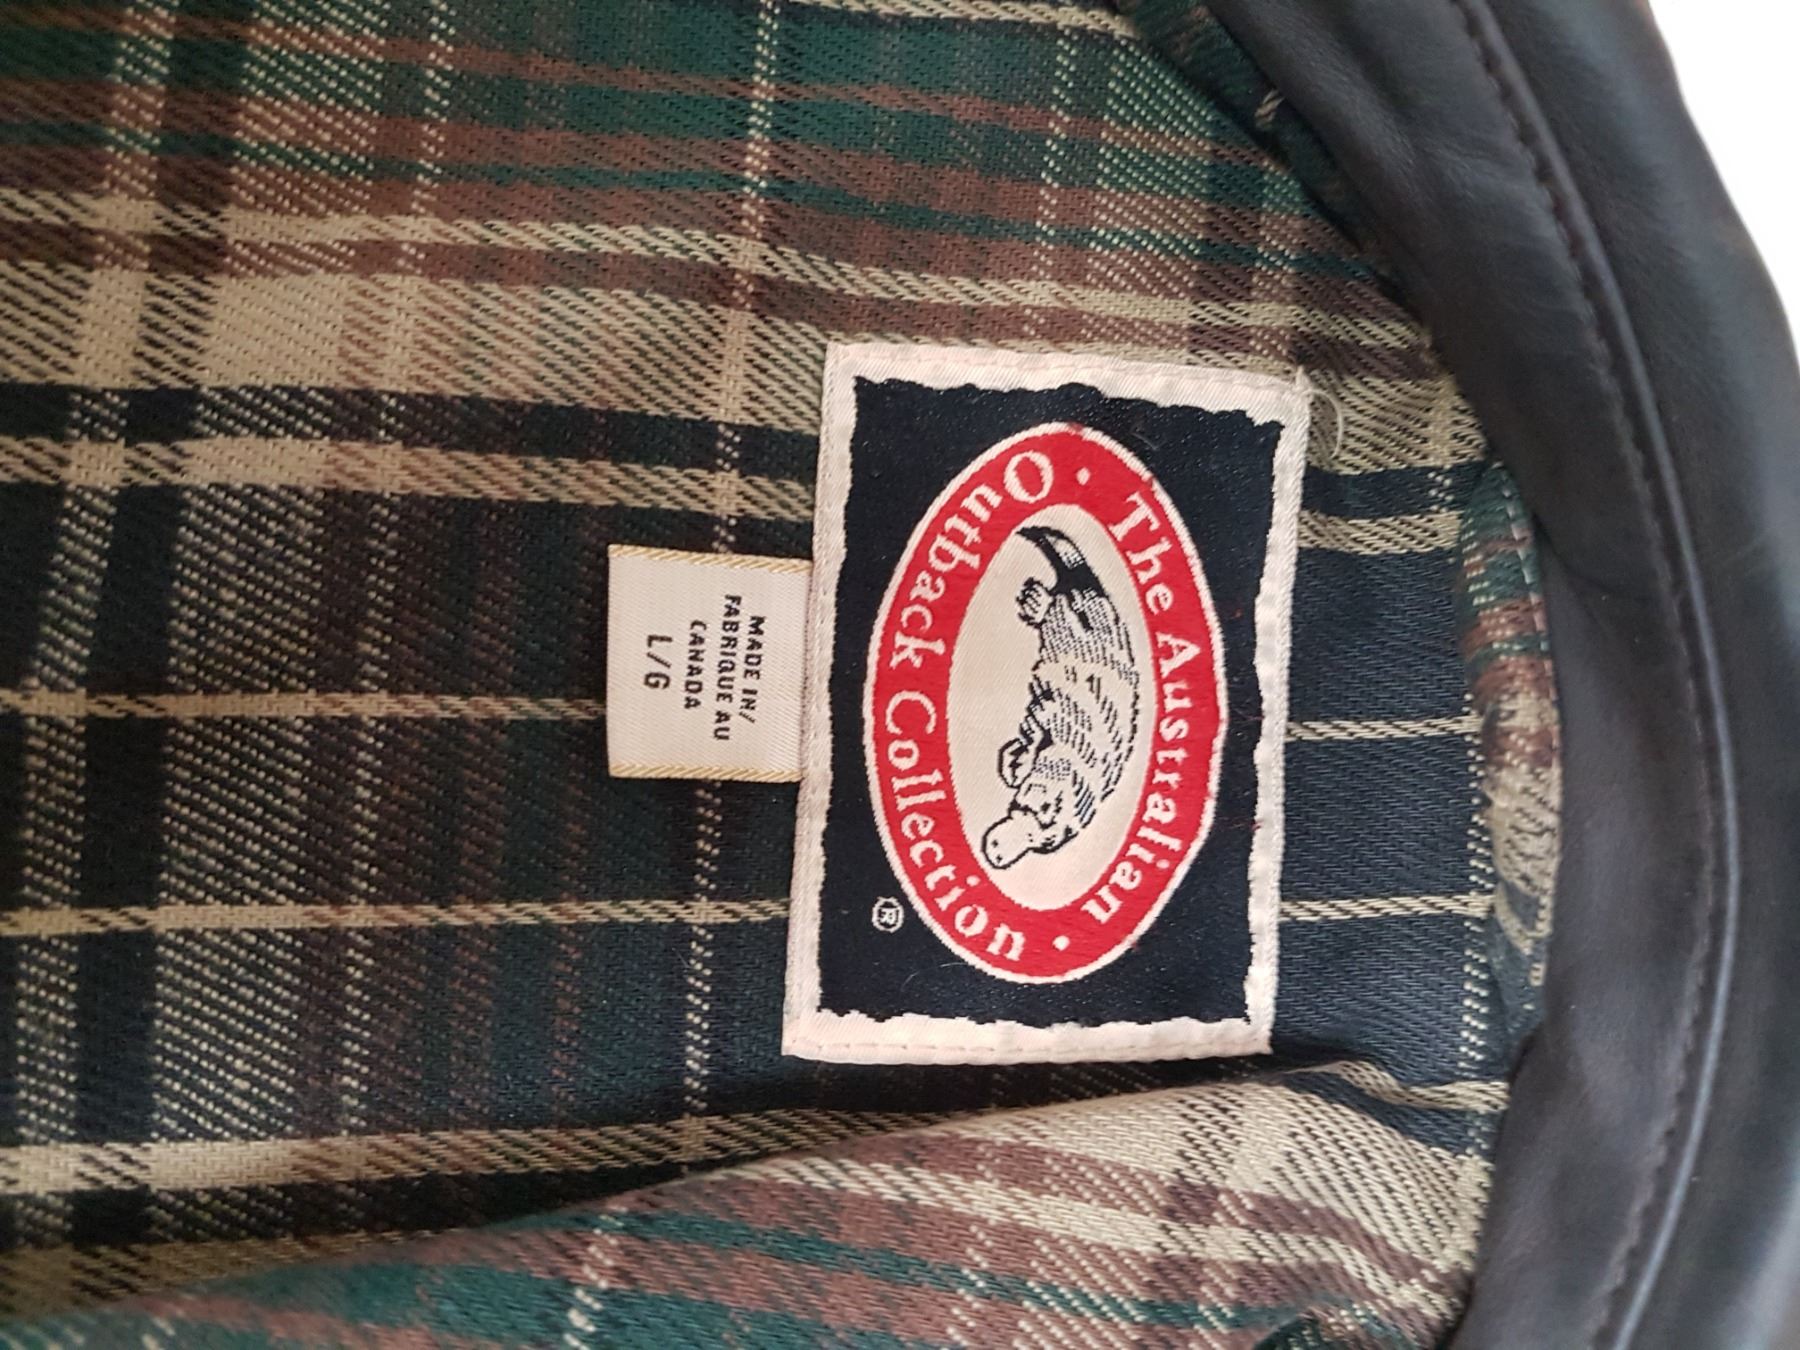 The Australian
Outback Collection
®
MADE IN/
FABRIQUE AU
CANADA
L/G